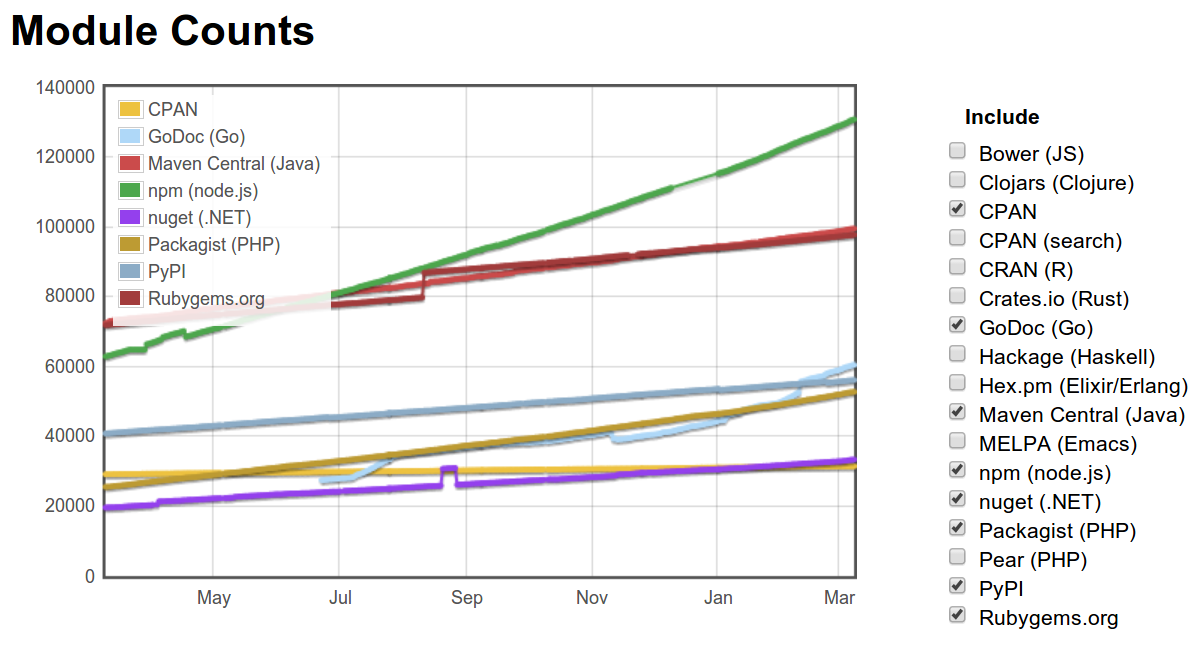 Module Counts
140000
120000
100000
80000
60000
40000
20000
0
CPAN
GoDoc (Go)
Maven Central (Java)
npm (node.js)
nuget (.NET)
Packagist (PHP)
PyPI
Rubygems.org
May Jul Sep Nov Jan Mar
Include
Bower (JS)
Clojars (Clojure)
CPAN
CPAN (search)
CRAN (R)
Crates.io (Rust)
GoDoc (Go)
Hackage (Haskell)
Hex.pm (Elixir/Erlang)
Maven Central (Java)
MELPA (Emacs)
npm (node.js)
nuget (.NET)
Packagist (PHP)
Pear (PHP)
PyPI
Rubygems.org